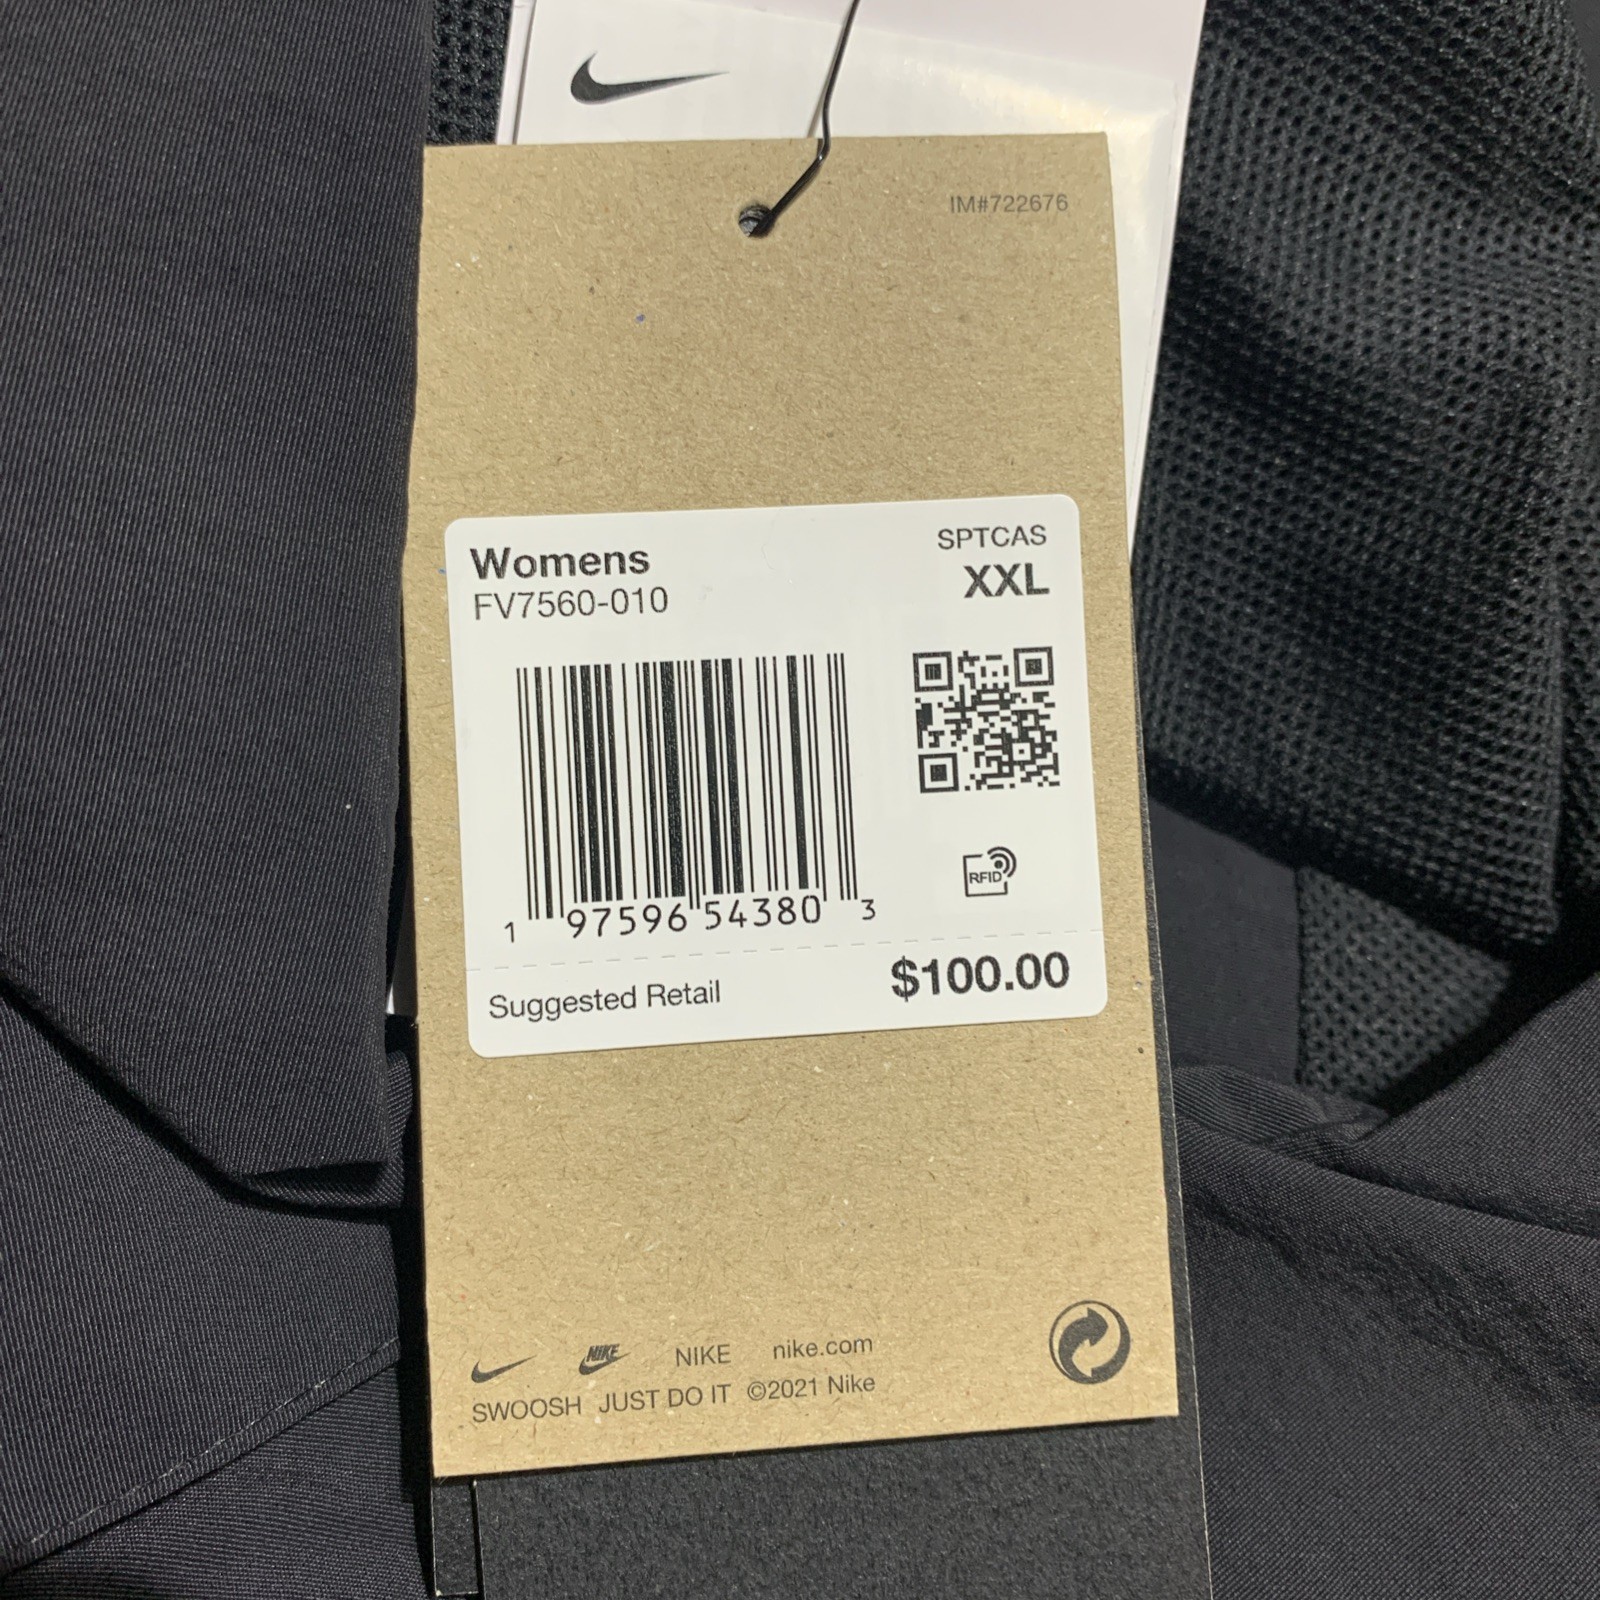 IM#722676
Womens
SPTCAS
FV7560-010
XXL
RFID
1 97596 54380 3
Suggested Retail
$100.00
NIKE NIKE nike.com
SWOOSH JUST DO IT ©2021 Nike